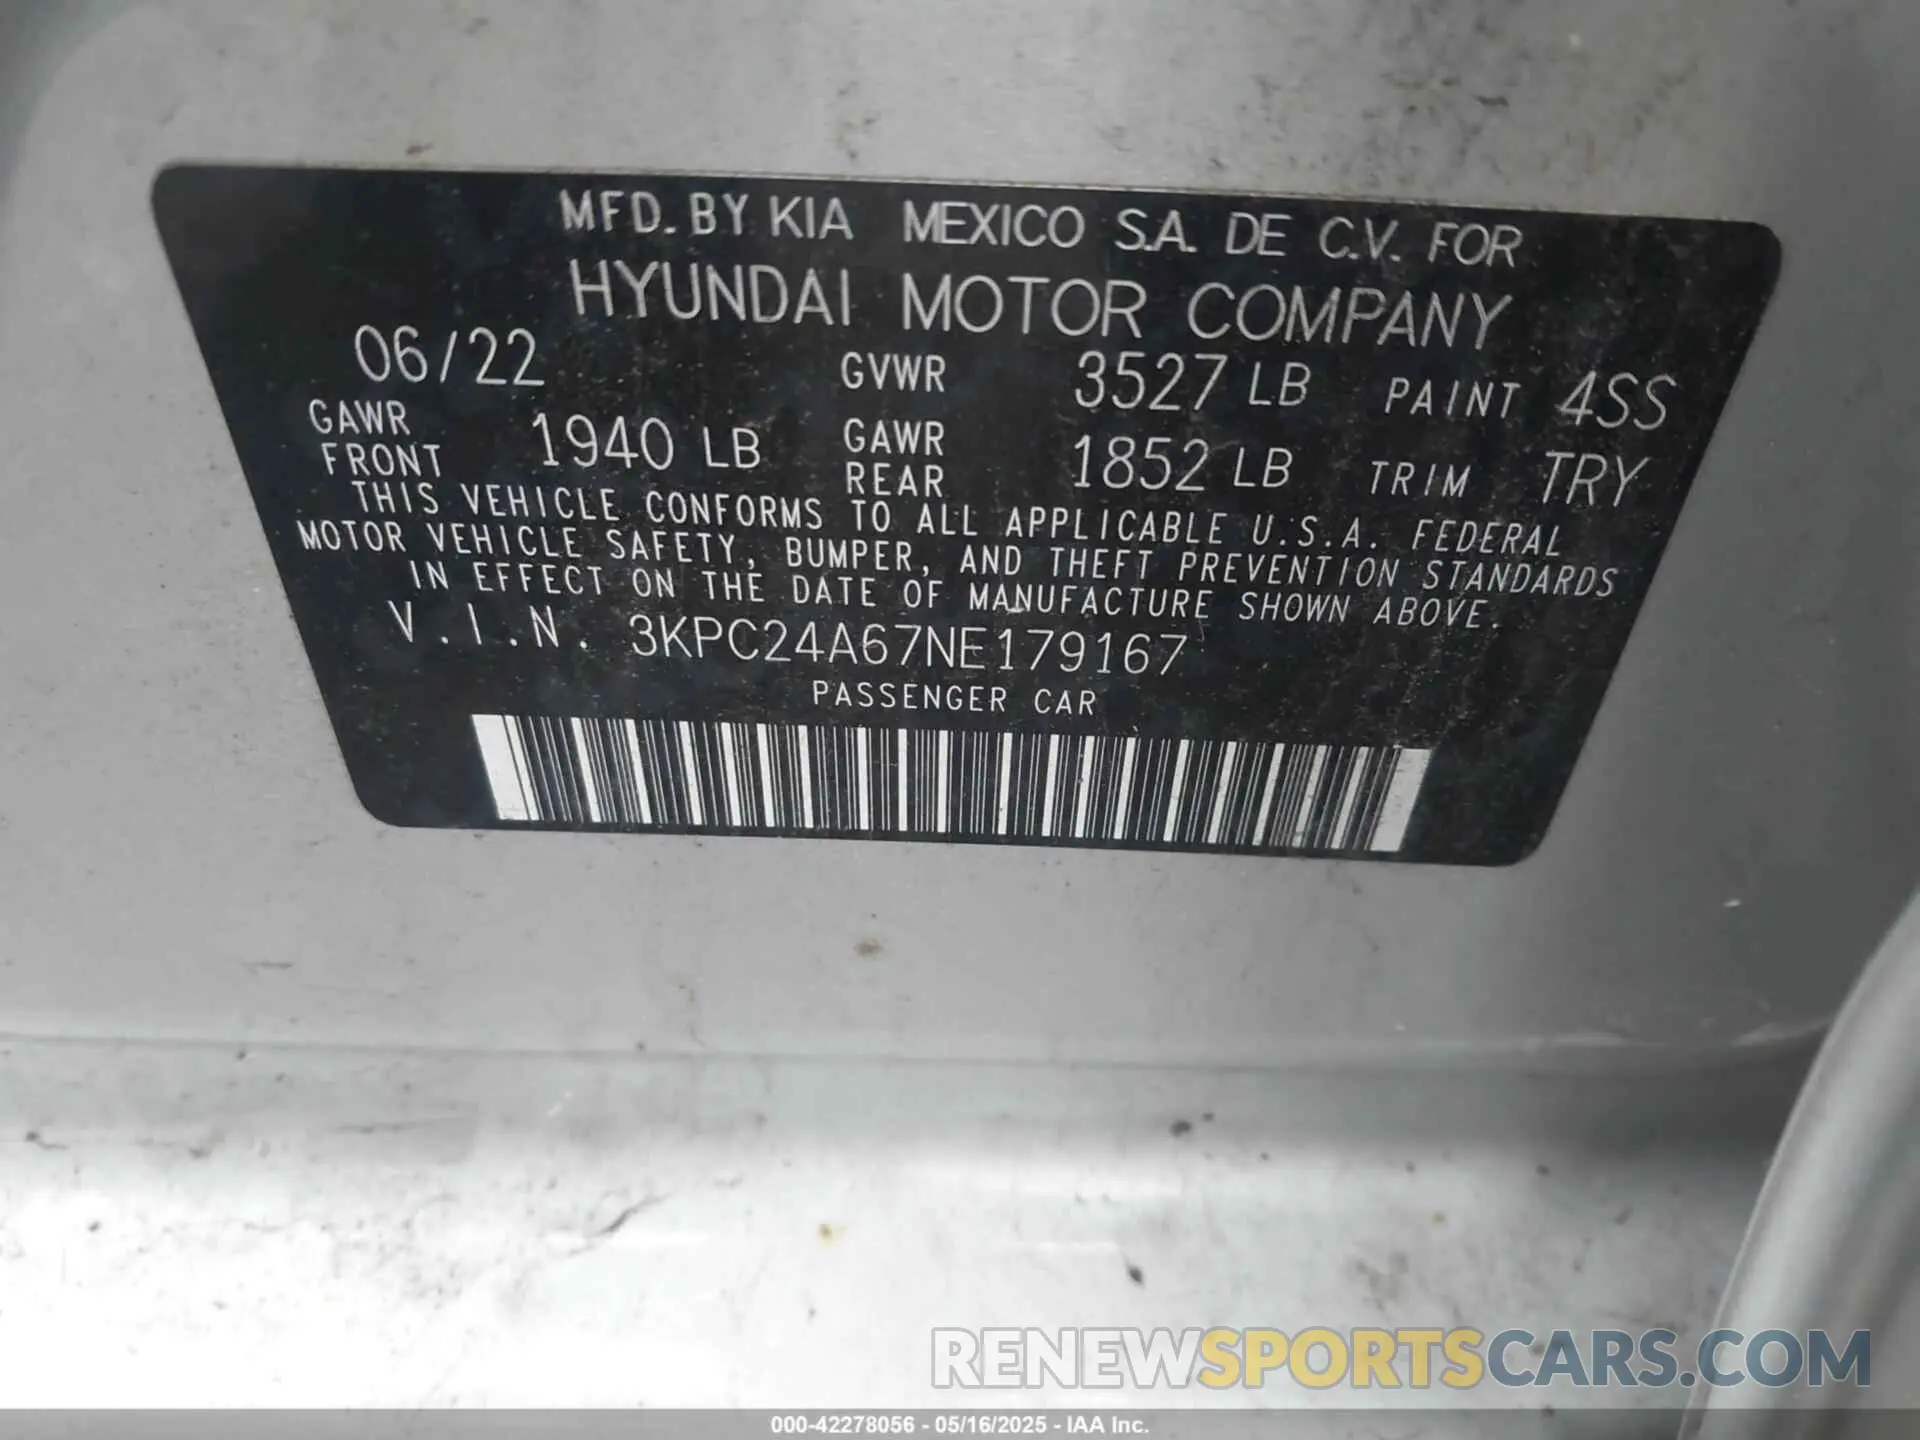 MFD. BY KIA MEXICO S.A. DE C.V. FOR
HYUNDAI MOTOR COMPANY
06/22 GVWR 3527 LB PAINT 4SS
GAWR FRONT 1940 LB GAWR REAR 1852 LB TRIM TRY
THIS VEHICLE CONFORMS TO ALL APPLICABLE U.S.A. FEDERAL
MOTOR VEHICLE SAFETY, BUMPER, AND THEFT PREVENTION STANDARDS
IN EFFECT ON THE DATE OF MANUFACTURE SHOWN ABOVE.
V.I.N. 3KPC24A67NE179167
PASSENGER CAR
RENEWSPORTSCARS.COM
000-42278056 - 05/16/2025 - IAA Inc.